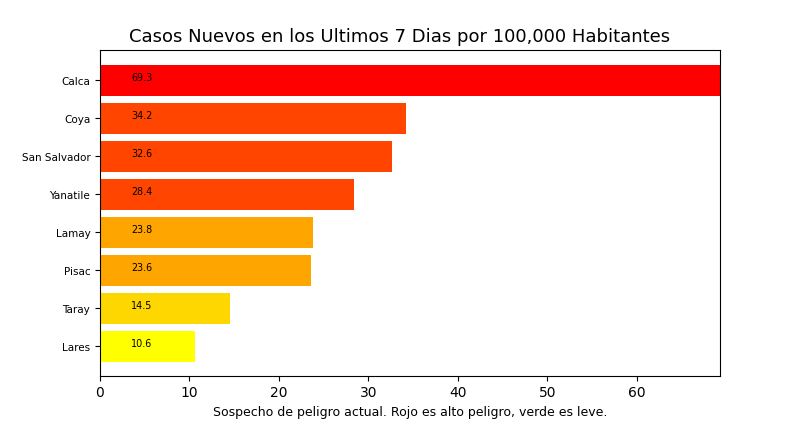 Casos Nuevos en los Ultimos 7 Dias por 100,000 Habitantes
Calca 69.3
Coya 34.2
San Salvador 32.6
Yanatile 28.4
Lamay 23.8
Pisac 23.6
Taray 14.5
Lares 10.6
0 10 20 30 40 50 60
Sospecho de peligro actual. Rojo es alto peligro, verde es leve.